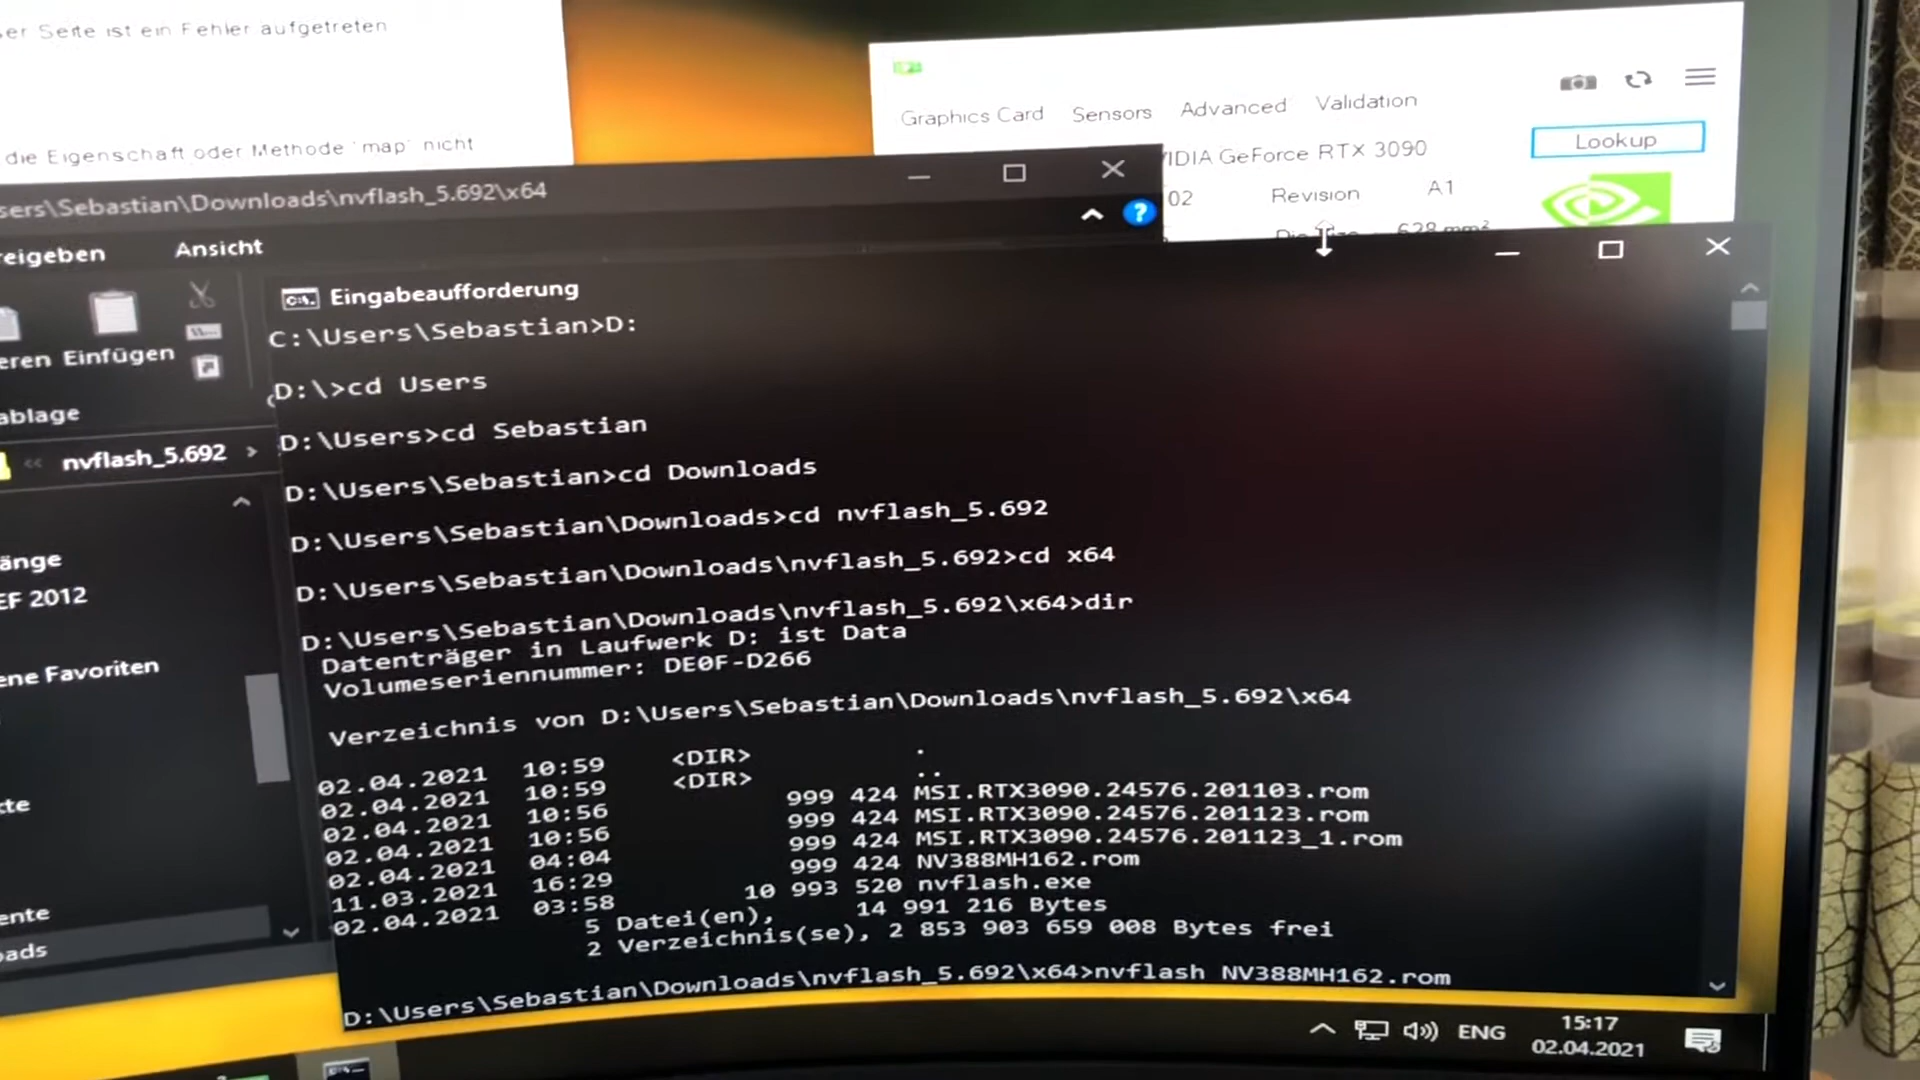 er Seite ist ein Fehler aufgetreten
die Eigenschaft oder Methode 'map' nicht
Graphics Card Sensors Advanced Validation
IDIA GeForce RTX 3090
Lookup
02 Revision A1
Die Size 628 mm²
sers\Sebastian\Downloads\nvflash_5.692\x64
?
reigeben Ansicht
eren Einfügen
ablage
nvflash_5.692
änge
EF 2012
ene Favoriten
kte
ente
oads
Eingabeaufforderung
C:\Users\Sebastian>D:
D:\>cd Users
D:\Users>cd Sebastian
D:\Users\Sebastian>cd Downloads
D:\Users\Sebastian\Downloads>cd nvflash_5.692
D:\Users\Sebastian\Downloads\nvflash_5.692>cd x64
D:\Users\Sebastian\Downloads\nvflash_5.692\x64>dir
Datenträger in Laufwerk D: ist Data
Volumeseriennummer: DE0F-D266
Verzeichnis von D:\Users\Sebastian\Downloads\nvflash_5.692\x64
02.04.2021 10:59 <DIR> .
02.04.2021 10:59 <DIR> ..
02.04.2021 10:56 999 424 MSI.RTX3090.24576.201103.rom
02.04.2021 10:56 999 424 MSI.RTX3090.24576.201123.rom
02.04.2021 04:04 999 424 MSI.RTX3090.24576.201123_1.rom
11.03.2021 16:29 999 424 NV388MH162.rom
02.04.2021 03:58 10 993 520 nvflash.exe
5 Datei(en), 14 991 216 Bytes
2 Verzeichnis(se), 2 853 903 659 008 Bytes frei
D:\Users\Sebastian\Downloads\nvflash_5.692\x64>nvflash NV388MH162.rom
ENG
15:17
02.04.2021